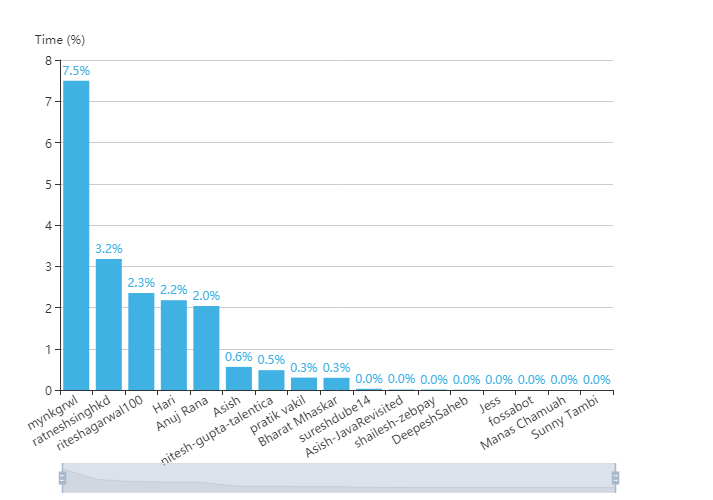 Time (%)
8
7
6
5
4
3
2
1
0
7.5%
3.2%
2.3%
2.2%
2.0%
0.6%
0.5%
0.3%
0.3%
0.0%
0.0%
0.0%
0.0%
0.0%
0.0%
0.0%
0.0%
mynkgrwl
ratneshsinghkd
riteshagarwal100
Hari
Anuj Rana
Asish
nitesh-gupta-talentica
pratik vakil
Bharat Mhaskar
sureshdube14
Asish-JavaRevisited
shailesh-zebpay
DeepeshSaheb
Jess
fossabot
Manas Chamuah
Sunny Tambi